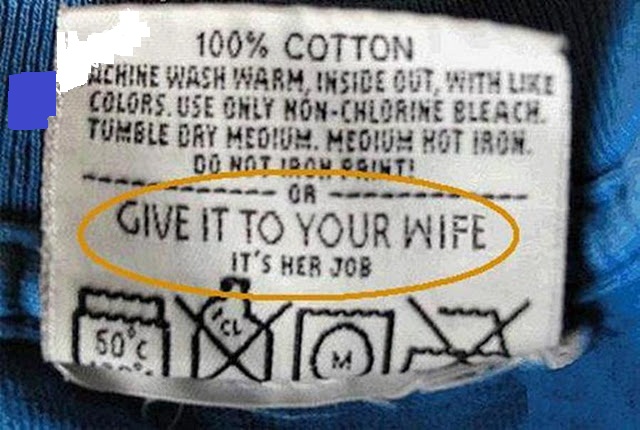 100% COTTON
ACHINE WASH WARM, INSIDE OUT, WITH LIKE
COLORS. USE ONLY NON-CHLORINE BLEACH.
TUMBLE DRY MEDIUM. MEDIUM HOT IRON.
DO NOT IRON PRINT!
OR
GIVE IT TO YOUR WIFE
IT'S HER JOB
50°C
CL
M